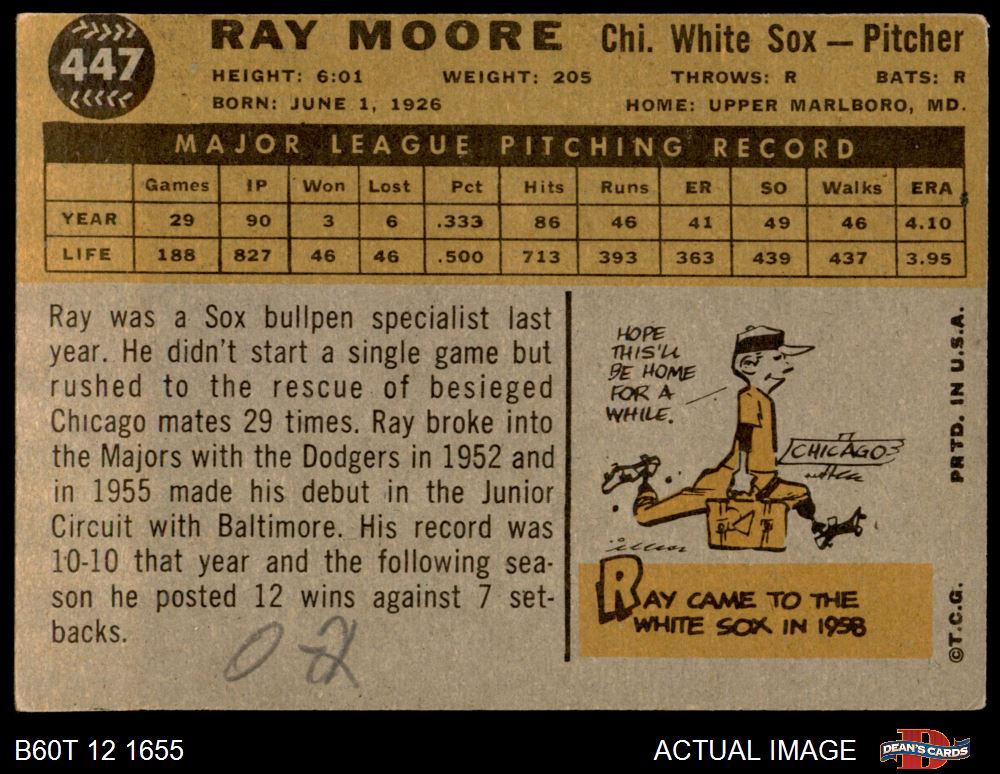 447
RAY MOORE Chi. White Sox — Pitcher
HEIGHT: 6:01 WEIGHT: 205 THROWS: R BATS: R
BORN: JUNE 1, 1926 HOME: UPPER MARLBORO, MD.
MAJOR LEAGUE PITCHING RECORD
Games IP Won Lost Pct Hits Runs ER SO Walks ERA
YEAR 29 90 3 6 .333 86 46 41 49 46 4.10
LIFE 188 827 46 46 .500 713 393 363 439 437 3.95
Ray was a Sox bullpen specialist last
year. He didn't start a single game but
rushed to the rescue of besieged
Chicago mates 29 times. Ray broke into
the Majors with the Dodgers in 1952 and
in 1955 made his debut in the Junior
Circuit with Baltimore. His record was
10-10 that year and the following sea-
son he posted 12 wins against 7 set-
backs.
HOPE
THIS'LL
BE HOME
FOR A
WHILE.
CHICAGO
RAY CAME TO THE
WHITE SOX IN 1958
PRTD. IN U.S.A.
©T.C.G.
B60T 12 1655
ACTUAL IMAGE
DEAN'S CARDS